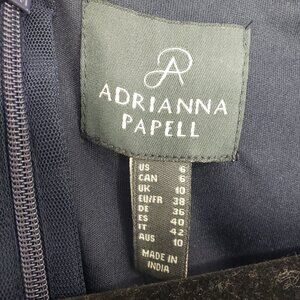 ADRIANNA
PAPELL
US 6
CAN 6
UK 10
EU/FR 38
DE 36
ES 40
IT 42
AUS 10
MADE IN
INDIA